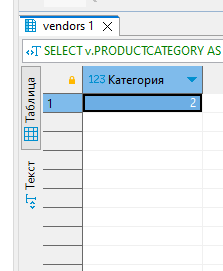 vendors 1
SELECT v.PRODUCTCATEGORY AS
Таблица
123 Категория
1
2
Текст